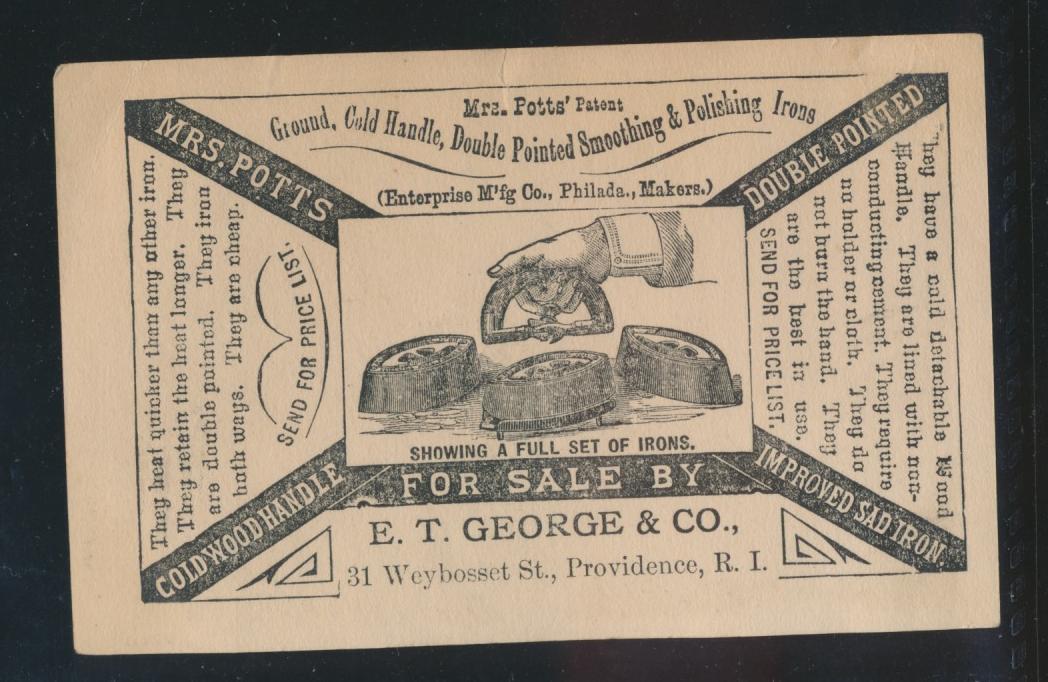 Mrs. Potts' Patent
Ground, Cold Handle, Double Pointed Smoothing & Polishing Irons
(Enterprise M'fg Co., Philada., Makers.)
MRS. POTTS
DOUBLE POINTED
They heat quicker than any other iron.
They retain the heat longer. They
are double pointed. They iron
both ways. They are cheap.
SEND FOR PRICE LIST.
They have a cold detachable Wood
Handle. They are lined with non-
conducting cement. They require
no holder or cloth. They do
not burn the hand. They
are the best in use.
SEND FOR PRICE LIST.
SHOWING A FULL SET OF IRONS.
COLD WOOD HANDLE
IMPROVED SAD IRON.
FOR SALE BY
E. T. GEORGE & CO.,
31 Weybosset St., Providence, R. I.